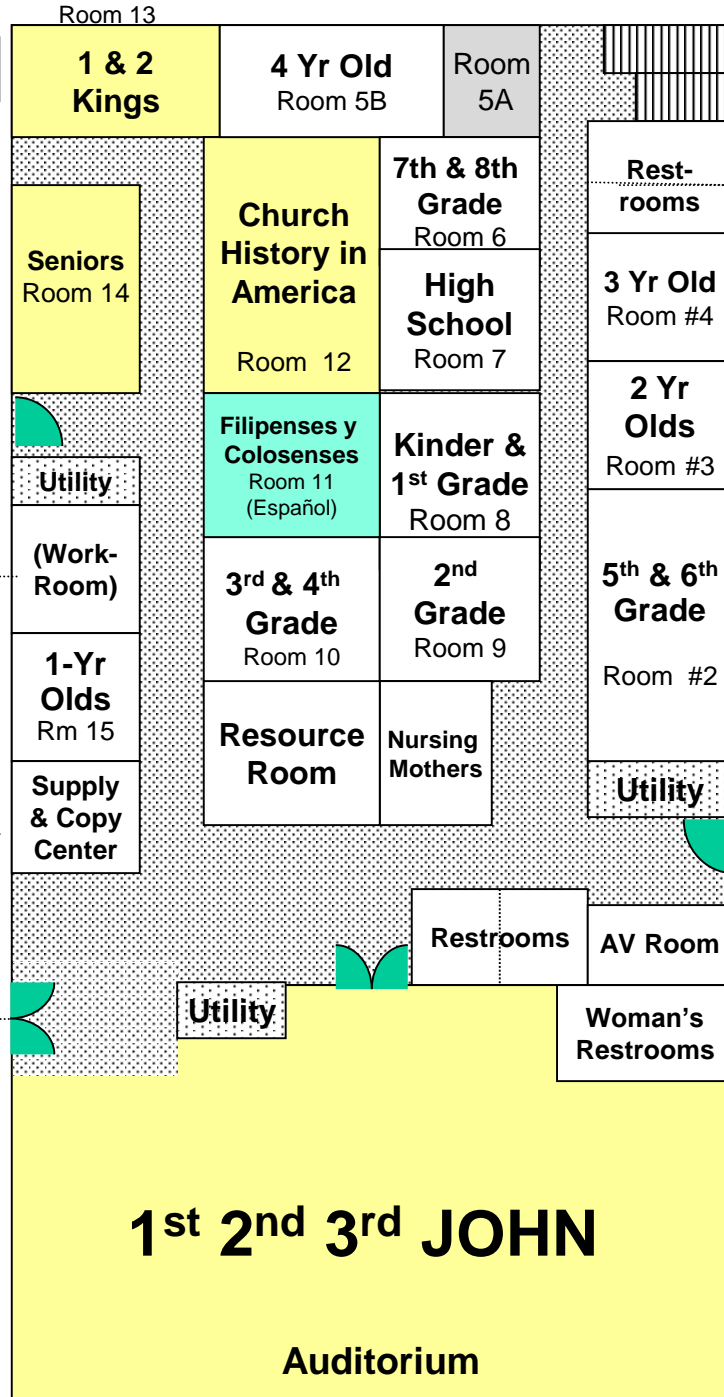 Room 13
1 & 2
Kings
4 Yr Old
Room 5B
Room
5A
7th & 8th
Grade
Room 6
Rest-
rooms
Church
History in
America
Room 12
Seniors
Room 14
High
School
Room 7
3 Yr Old
Room #4
2 Yr
Olds
Room #3
Filipenses y
Colosenses
Room 11
(Español)
Kinder &
1st Grade
Room 8
Utility
(Work-
Room)
3rd & 4th
Grade
Room 10
2nd
Grade
Room 9
5th & 6th
Grade
Room #2
1-Yr
Olds
Rm 15
Resource
Room
Nursing
Mothers
Supply
& Copy
Center
Utility
Restrooms
AV Room
Utility
Woman's
Restrooms
1st 2nd 3rd JOHN
Auditorium